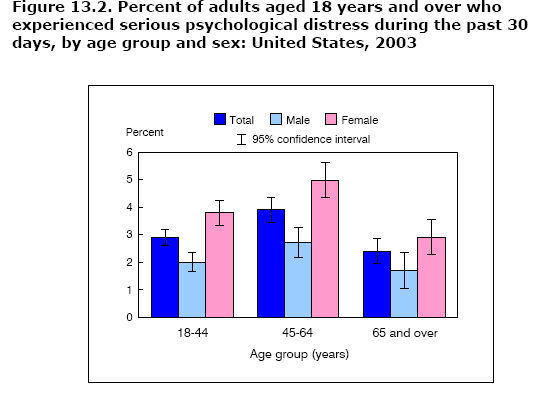 Figure 13.2. Percent of adults aged 18 years and over who
experienced serious psychological distress during the past 30
days, by age group and sex: United States, 2003
Total Male Female
95% confidence interval
Percent
6
5
4
3
2
1
0
18-44 45-64 65 and over
Age group (years)